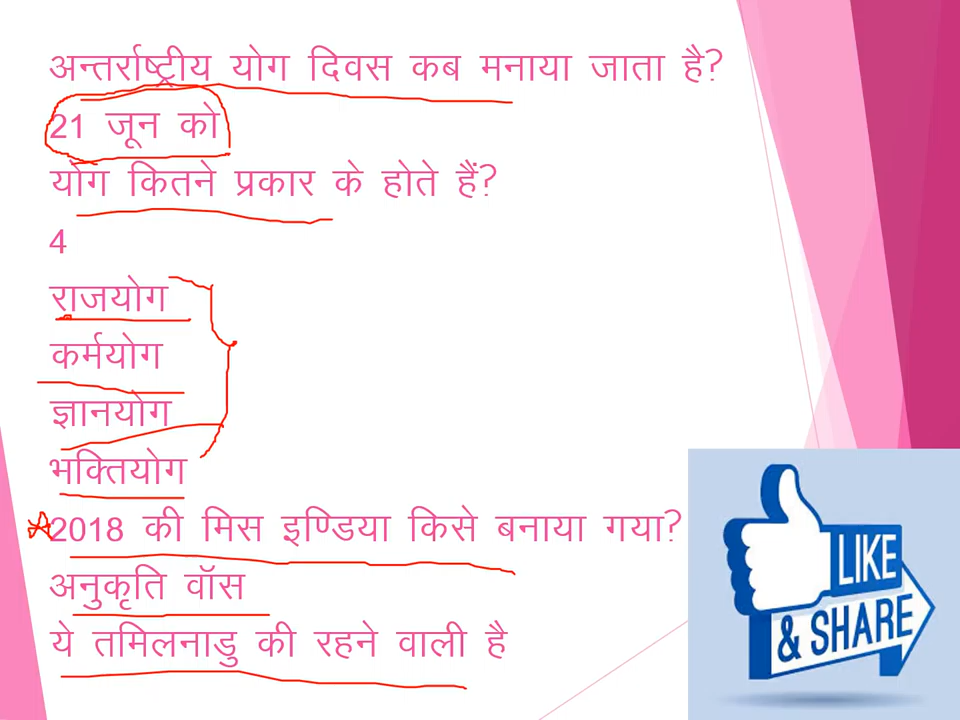 अन्तर्राष्ट्रीय योग दिवस कब मनाया जाता है?
21 जून को
योग कितने प्रकार के होते हैं?
4
राजयोग
कर्मयोग
ज्ञानयोग
भक्तियोग
2018 की मिस इण्डिया किसे बनाया गया?
अनुकृति वॉस
ये तमिलनाडु की रहने वाली है
LIKE
& SHARE